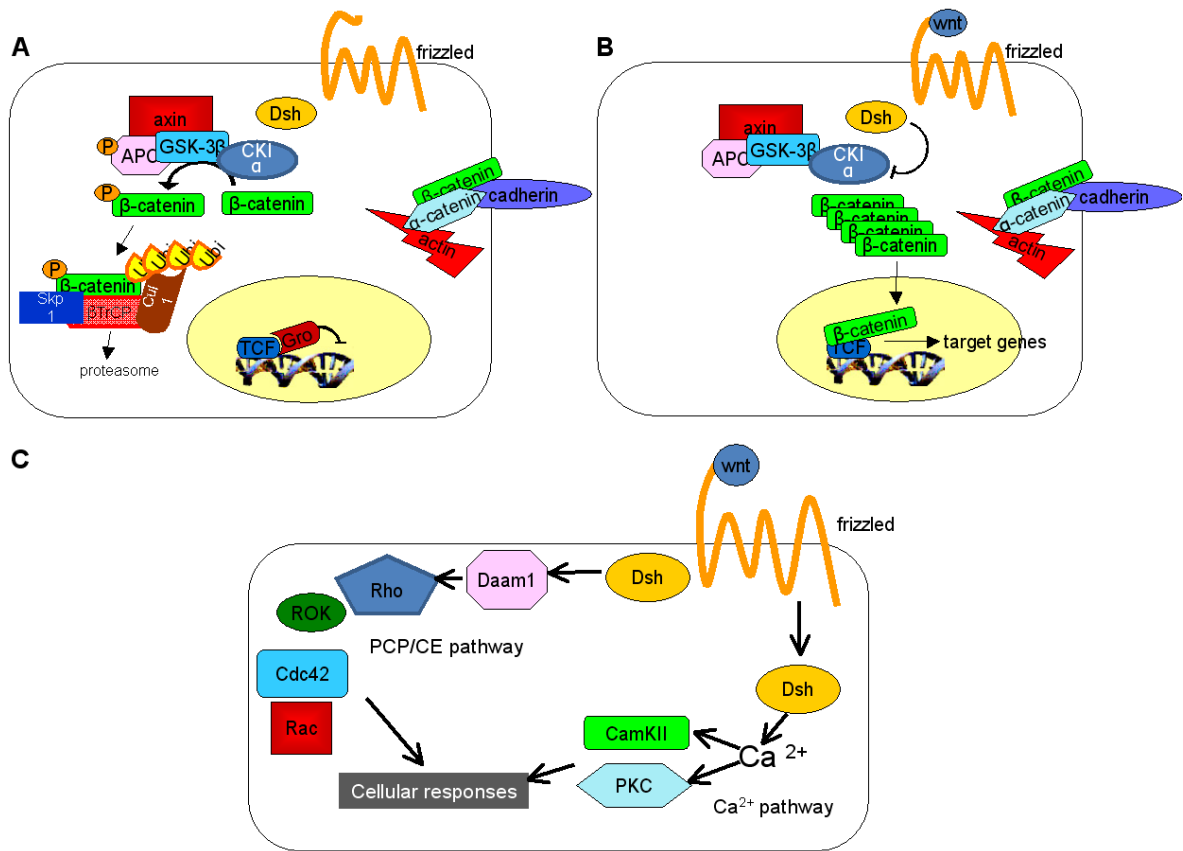 A
frizzled
axin
Dsh
P
APC
GSK-3β
CKI
α
P
β-catenin
β-catenin
β-catenin
α-catenin
cadherin
actin
Ubi
Ubi
Ubi
Ubi
P
β-catenin
Skp
1
βTrCP
Cul
1
proteasome
TCF
Gro
B
wnt
frizzled
axin
Dsh
APC
GSK-3β
CKI
α
β-catenin
β-catenin
β-catenin
β-catenin
β-catenin
α-catenin
cadherin
actin
β-catenin
TCF
target genes
C
wnt
frizzled
Rho
Daam1
Dsh
ROK
PCP/CE pathway
Cdc42
Dsh
Rac
CamKII
Ca 2+
PKC
Cellular responses
Ca2+ pathway